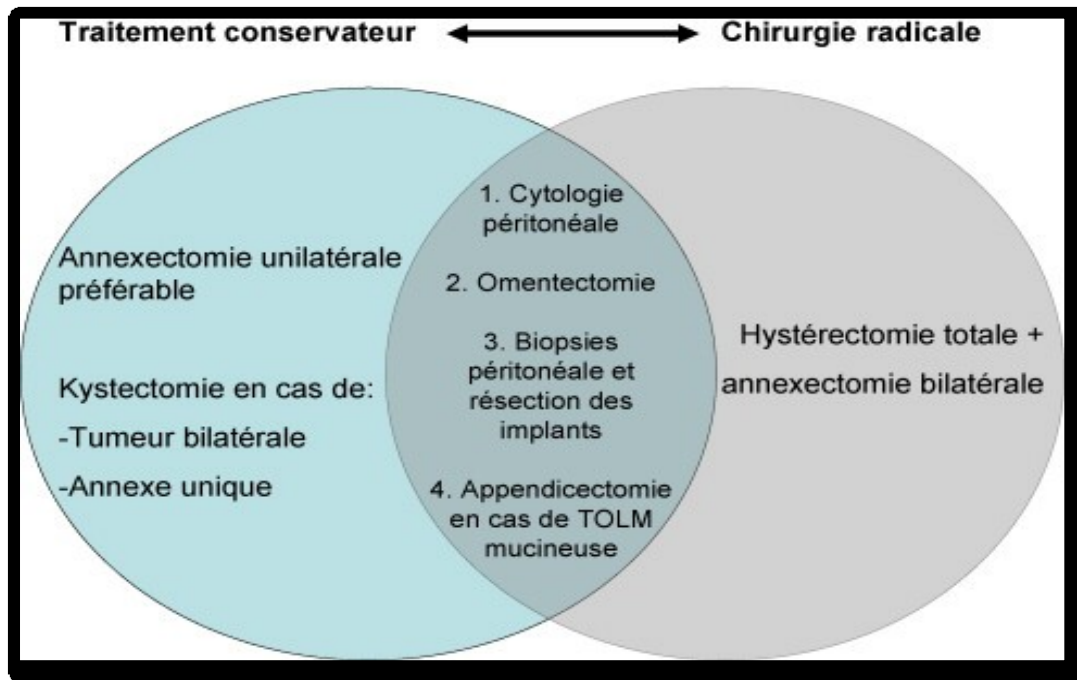 Traitement conservateur
Chirurgie radicale
Annexectomie unilatérale
préférable
Kystectomie en cas de:
-Tumeur bilatérale
-Annexe unique
1. Cytologie
péritonéale
2. Omentectomie
3. Biopsies
péritonéale et
résection des
implants
4. Appendicectomie
en cas de TOLM
mucineuse
Hystérectomie totale +
annexectomie bilatérale